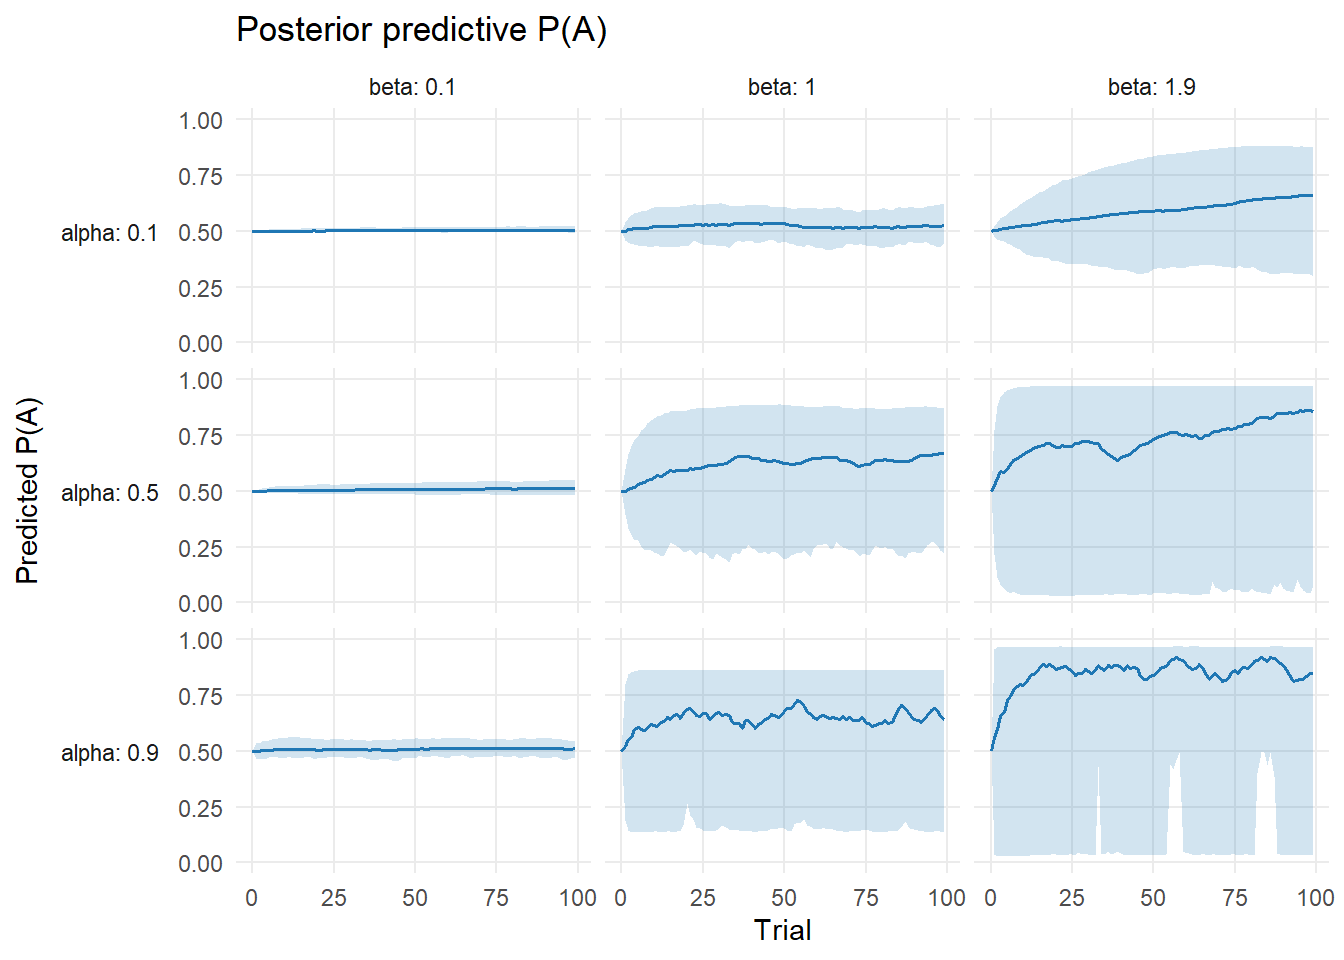 Posterior predictive P(A)
beta: 0.1 beta: 1 beta: 1.9
1.00
0.75
alpha: 0.1 0.50
0.25
0.00
1.00
0.75
alpha: 0.5 0.50
0.25
0.00
1.00
0.75
alpha: 0.9 0.50
0.25
0.00
Predicted P(A)
0 25 50 75 100 0 25 50 75 100 0 25 50 75 100
Trial